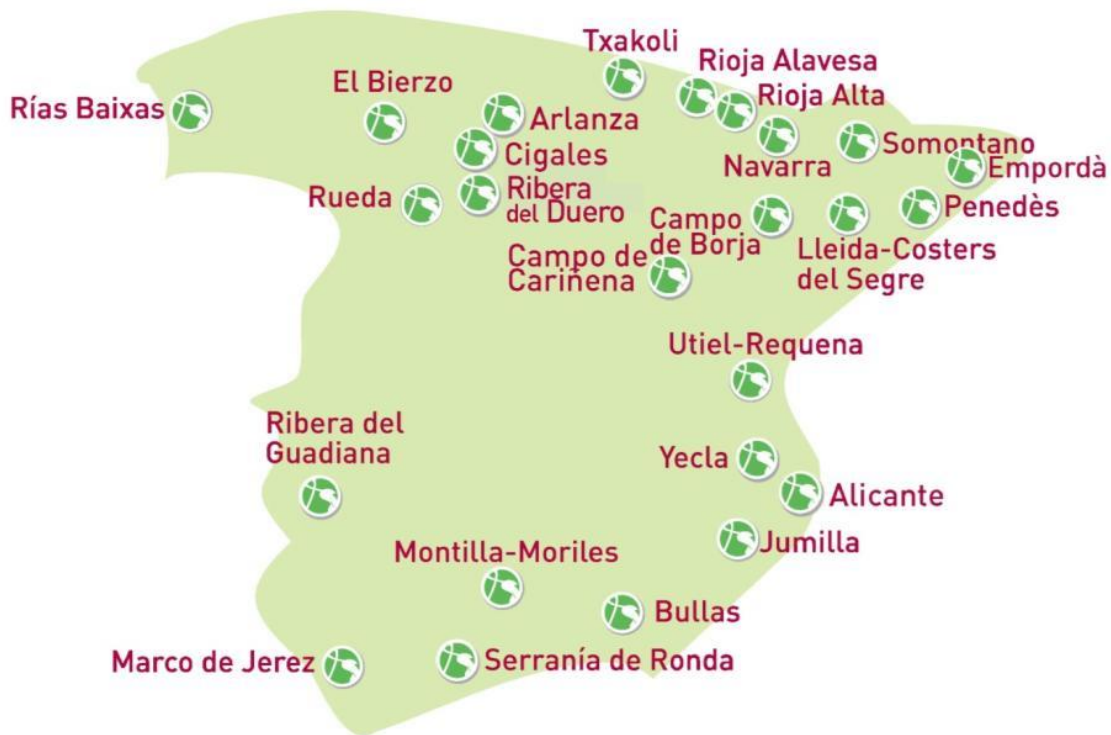 Txakoli
Rioja Alavesa
El Bierzo
Rioja Alta
Rías Baixas
Arlanza
Somontano
Cigales
Navarra
Empordà
Rueda
Ribera
del Duero
Penedès
Campo
de Borja
Lleida-Costers
del Segre
Campo de
Cariñena
Utiel-Requena
Ribera del
Guadiana
Yecla
Alicante
Jumilla
Montilla-Moriles
Bullas
Marco de Jerez
Serranía de Ronda